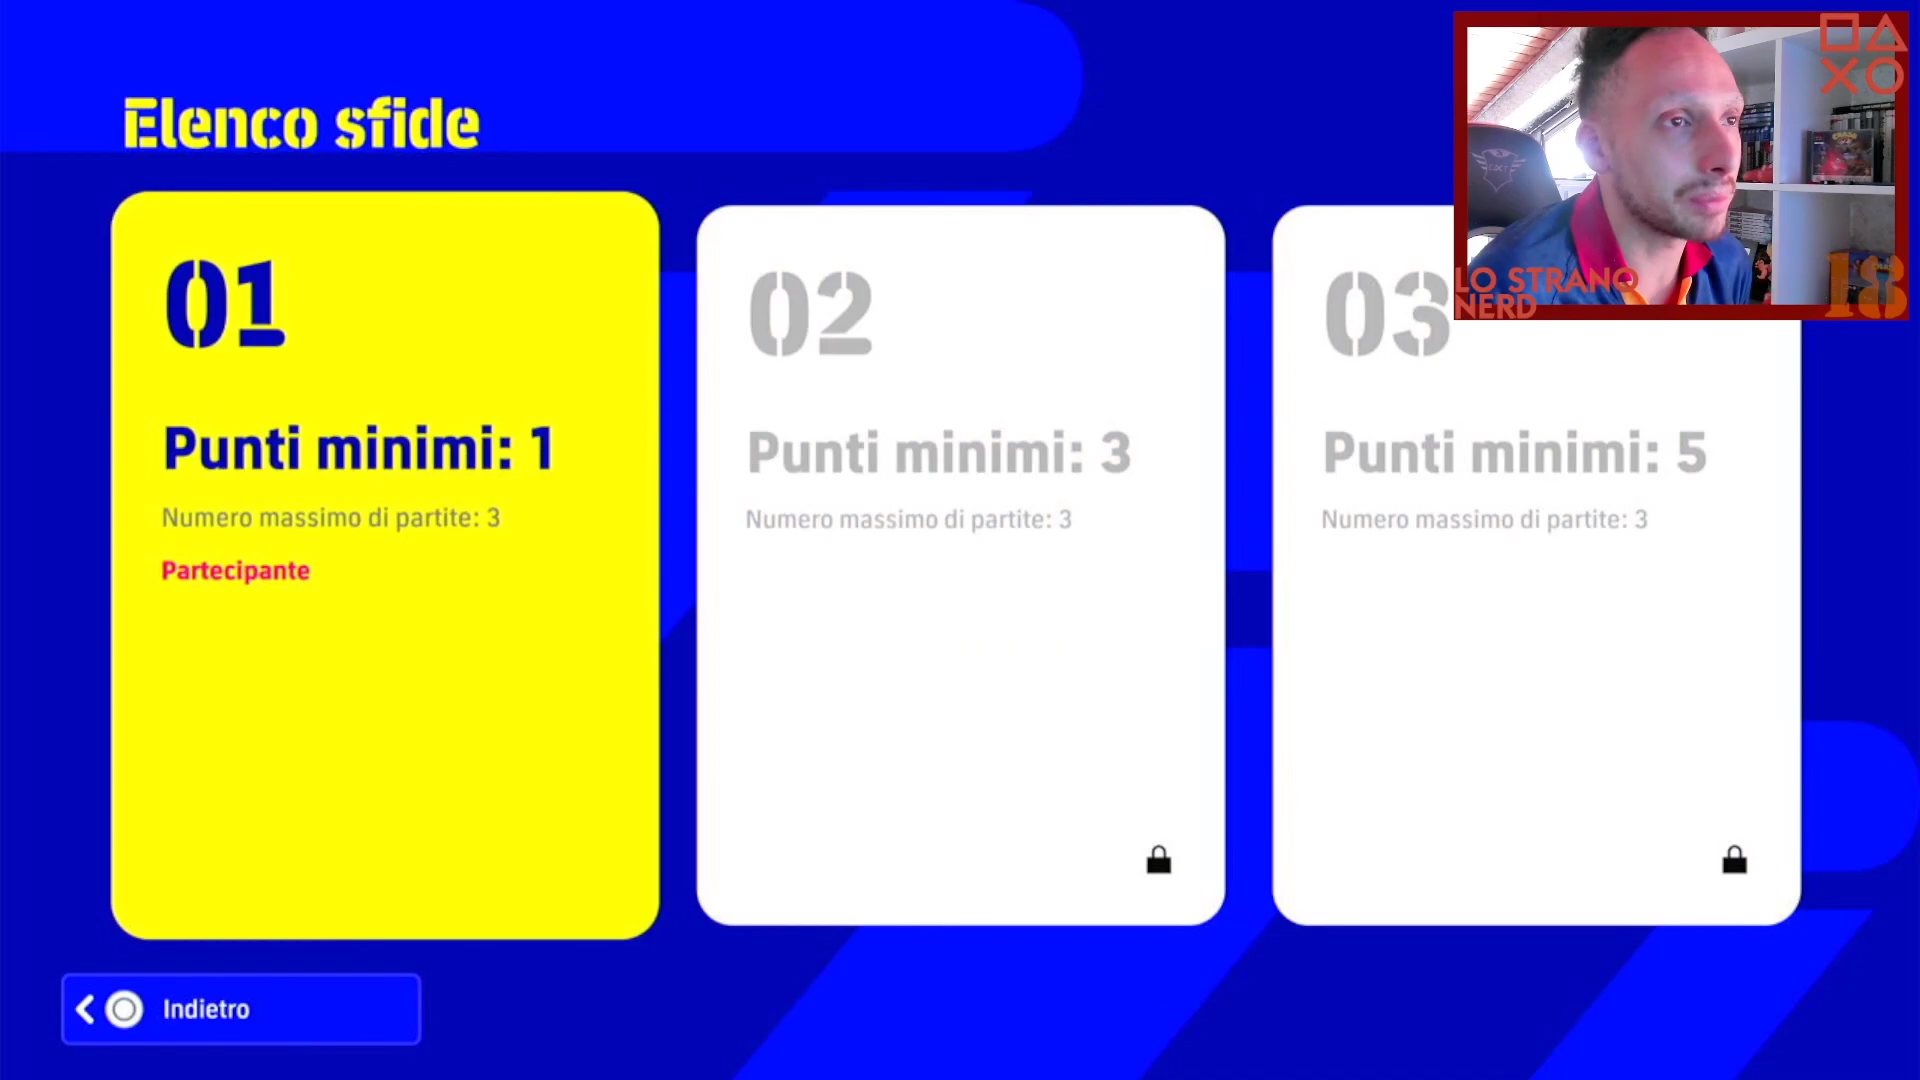 Elenco sfide
01
Punti minimi: 1
Numero massimo di partite: 3
Partecipante
02
Punti minimi: 3
Numero massimo di partite: 3
03
Punti minimi: 5
Numero massimo di partite: 3
LO STRANO
NERD
18
Indietro